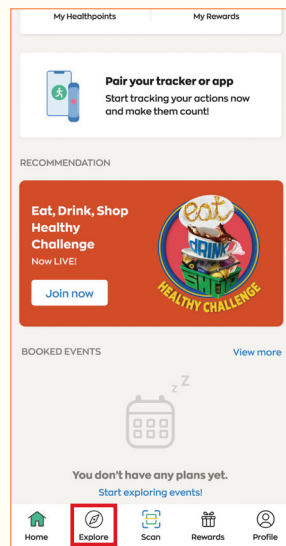 My Healthpoints
My Rewards
Pair your tracker or app
Start tracking your actions now
and make them count!
RECOMMENDATION
Eat, Drink, Shop
Healthy
Challenge
Now LIVE!
Join now
eat
DRINK
SHOP
HEALTHY CHALLENGE
BOOKED EVENTS
View more
z Z
You don't have any plans yet.
Start exploring events!
Home
Explore
Scan
Rewards
Profile